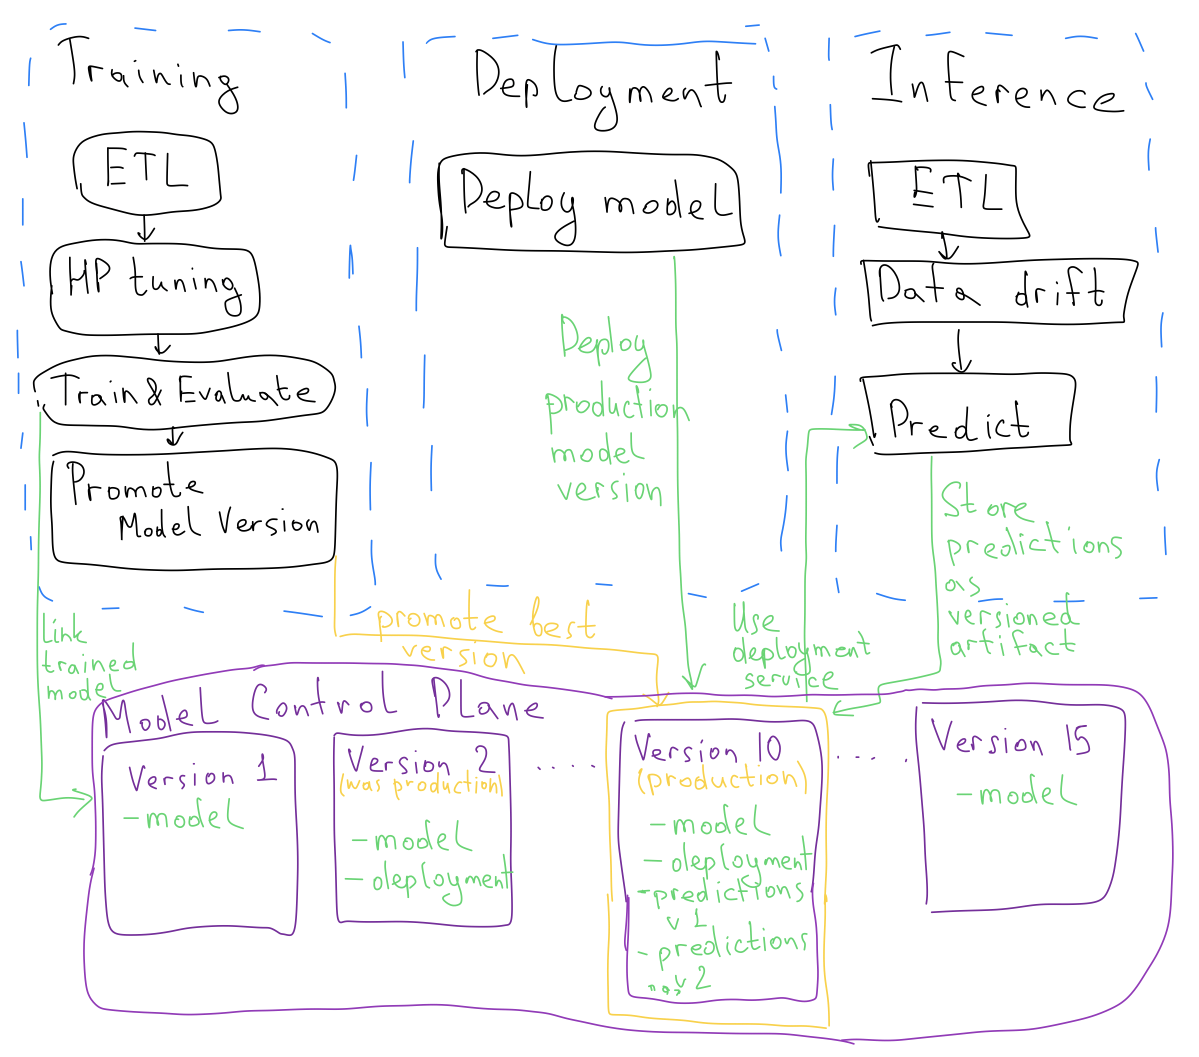 Training
ETL
HP tuning
Train & Evaluate
Promote
Model Version
Deployment
Deploy model
Inference
ETL
Data drift
Predict
Deploy
production
model
version
Store
predictions
as
versioned
artifact
Link
trained
model
promote best
version
Use
deployment
service
Model Control Plane
Version 1
-model
Version 2
(was production)
-model
-deployment
.....
Version 10
(production)
-model
-deployment
-predictions
v1
-predictions
v2
...
.....
Version 15
-model